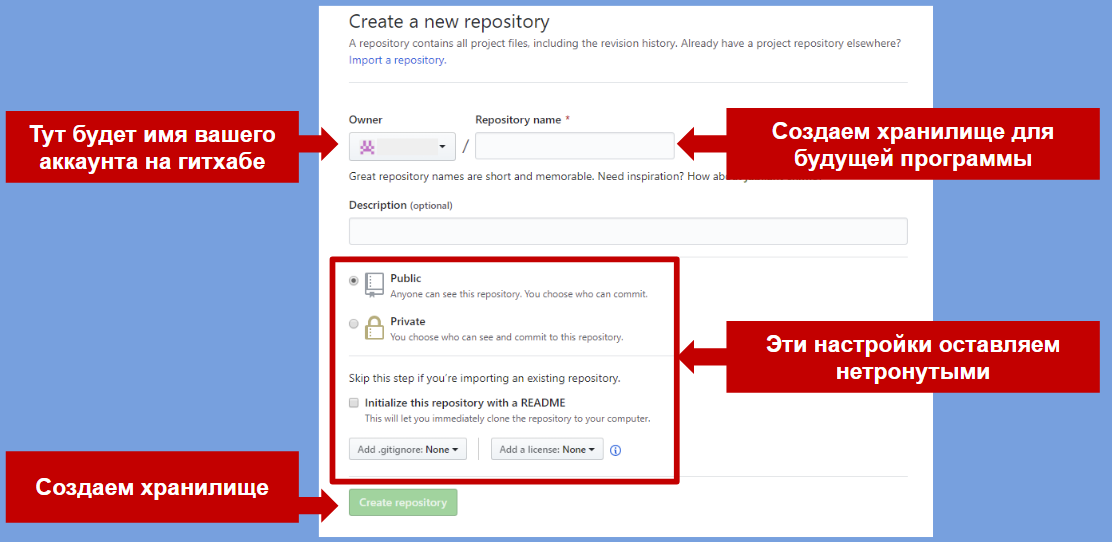 Create a new repository
A repository contains all project files, including the revision history. Already have a project repository elsewhere?
Import a repository.
Тут будет имя вашего
аккаунта на гитхабе
Owner
Repository name *
/
Создаем хранилище для
будущей программы
Great repository names are short and memorable. Need inspiration? How
Description (optional)
Public
Anyone can see this repository. You choose who can commit.
Private
You choose who can see and commit to this repository.
Эти настройки оставляем
нетронутыми
Skip this step if you're importing an existing repository.
Initialize this repository with a README
This will let you immediately clone the repository to your computer.
Add .gitignore: None
Add a license: None
Создаем хранилище
Create repository